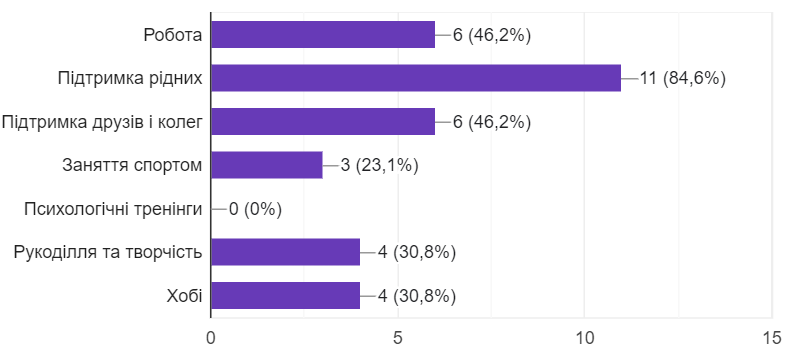 Робота 6 (46,2%)
Підтримка рідних 11 (84,6%)
Підтримка друзів і колег 6 (46,2%)
Заняття спортом 3 (23,1%)
Психологічні тренінги 0 (0%)
Рукоділля та творчість 4 (30,8%)
Хобі 4 (30,8%)
0 5 10 15